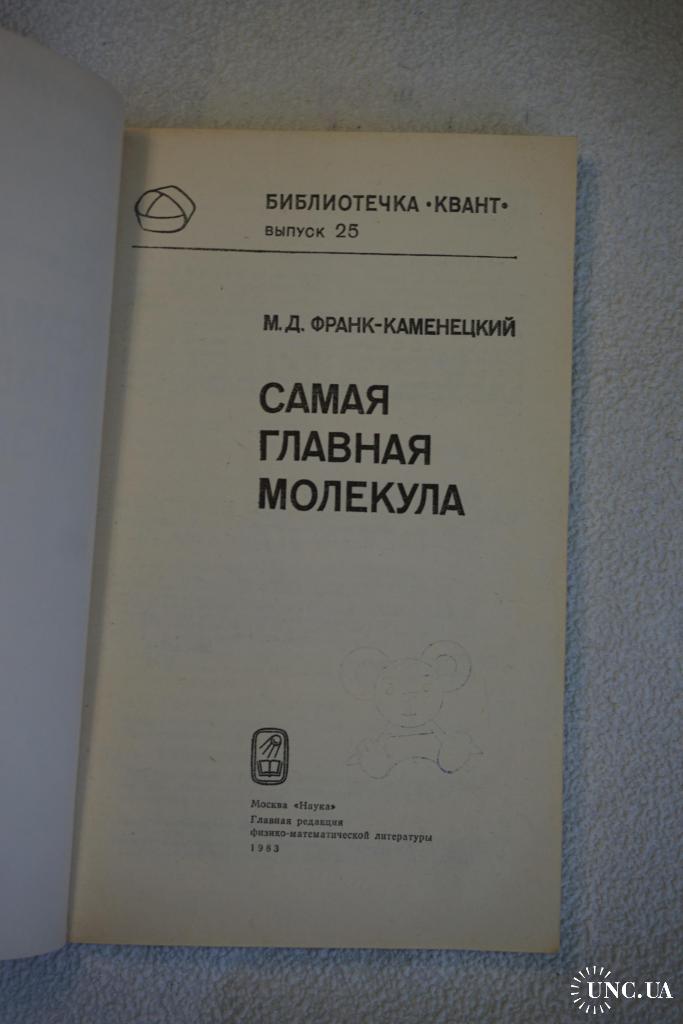 БИБЛИОТЕЧКА «КВАНТ»
ВЫПУСК 25
М. Д. ФРАНК-КАМЕНЕЦКИЙ
САМАЯ
ГЛАВНАЯ
МОЛЕКУЛА
Москва «Наука»
Главная редакция
физико-математической литературы
1983
UNC.UA